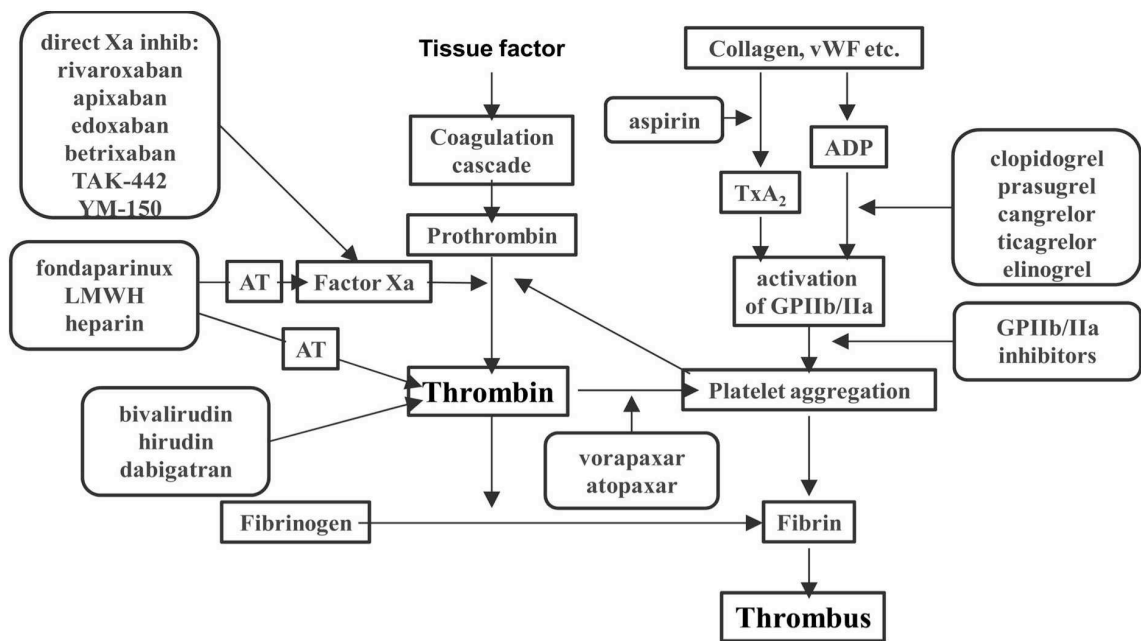 direct Xa inhib:
rivaroxaban
apixaban
edoxaban
betrixaban
TAK-442
YM-150
Tissue factor
Collagen, vWF etc.
aspirin
Coagulation
cascade
ADP
TxA₂
clopidogrel
prasugrel
cangrelor
ticagrelor
elinogrel
Prothrombin
fondaparinux
LMWH
heparin
AT
Factor Xa
activation
of GPIIb/IIa
AT
GPIIb/IIa
inhibitors
Thrombin
Platelet aggregation
bivalirudin
hirudin
dabigatran
vorapaxar
atopaxar
Fibrinogen
Fibrin
Thrombus